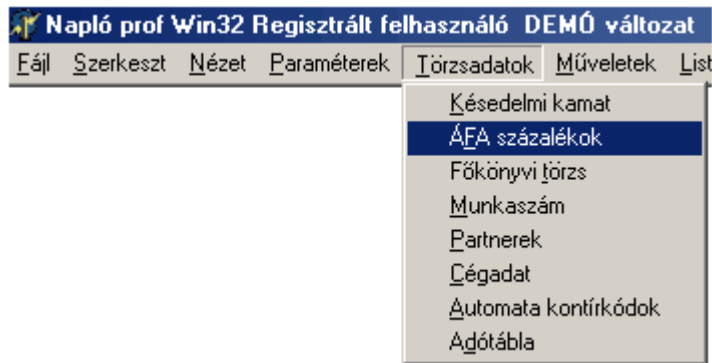 Napló prof Win32 Regisztrált felhasználó DEMÓ változat
Fájl Szerkeszt Nézet Paraméterek Törzsadatok Műveletek List
Késedelmi kamat
ÁFA százalékok
Főkönyvi törzs
Munkaszám
Partnerek
Cégadat
Automata kontírkódok
Adótábla